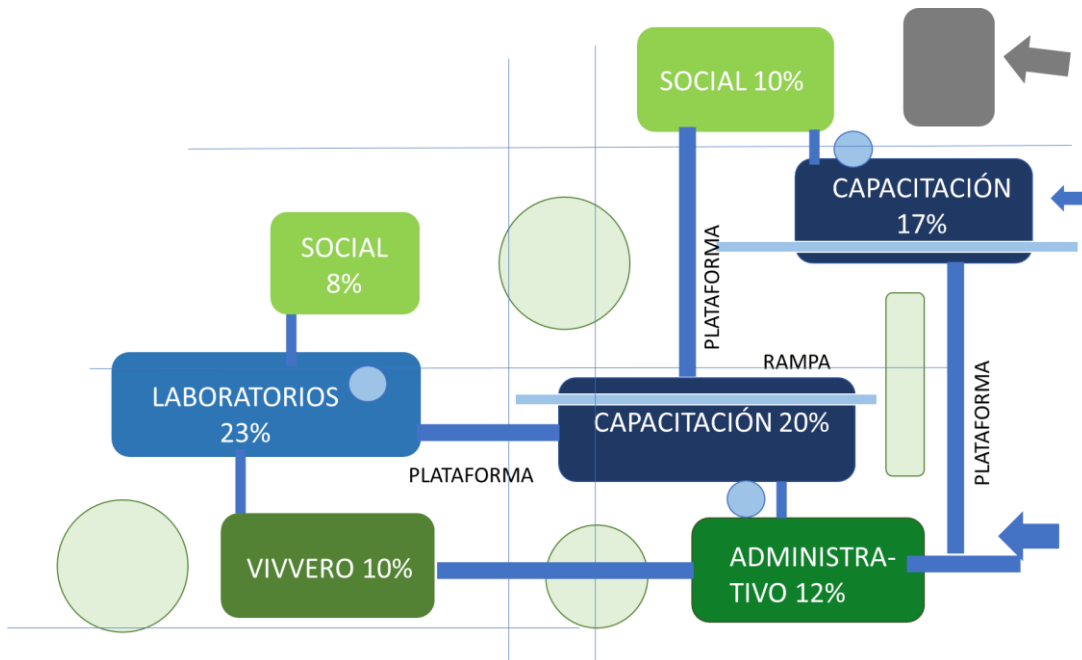 SOCIAL 10%
CAPACITACIÓN
17%
PLATAFORMA
SOCIAL
8%
RAMPA
PLATAFORMA
LABORATORIOS
23%
CAPACITACIÓN 20%
PLATAFORMA
VIVVERO 10%
ADMINISTRA-
TIVO 12%